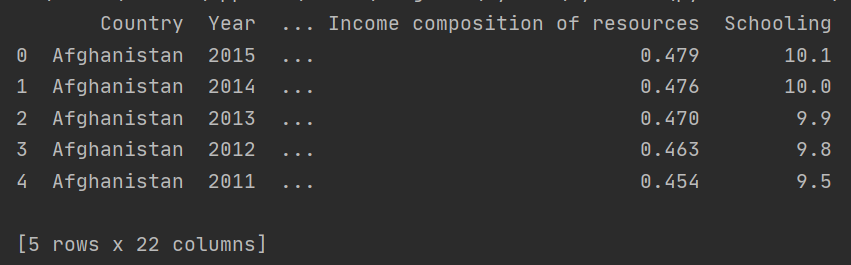 Country Year ... Income composition of resources Schooling
0 Afghanistan 2015 ... 0.479 10.1
1 Afghanistan 2014 ... 0.476 10.0
2 Afghanistan 2013 ... 0.470 9.9
3 Afghanistan 2012 ... 0.463 9.8
4 Afghanistan 2011 ... 0.454 9.5
[5 rows x 22 columns]